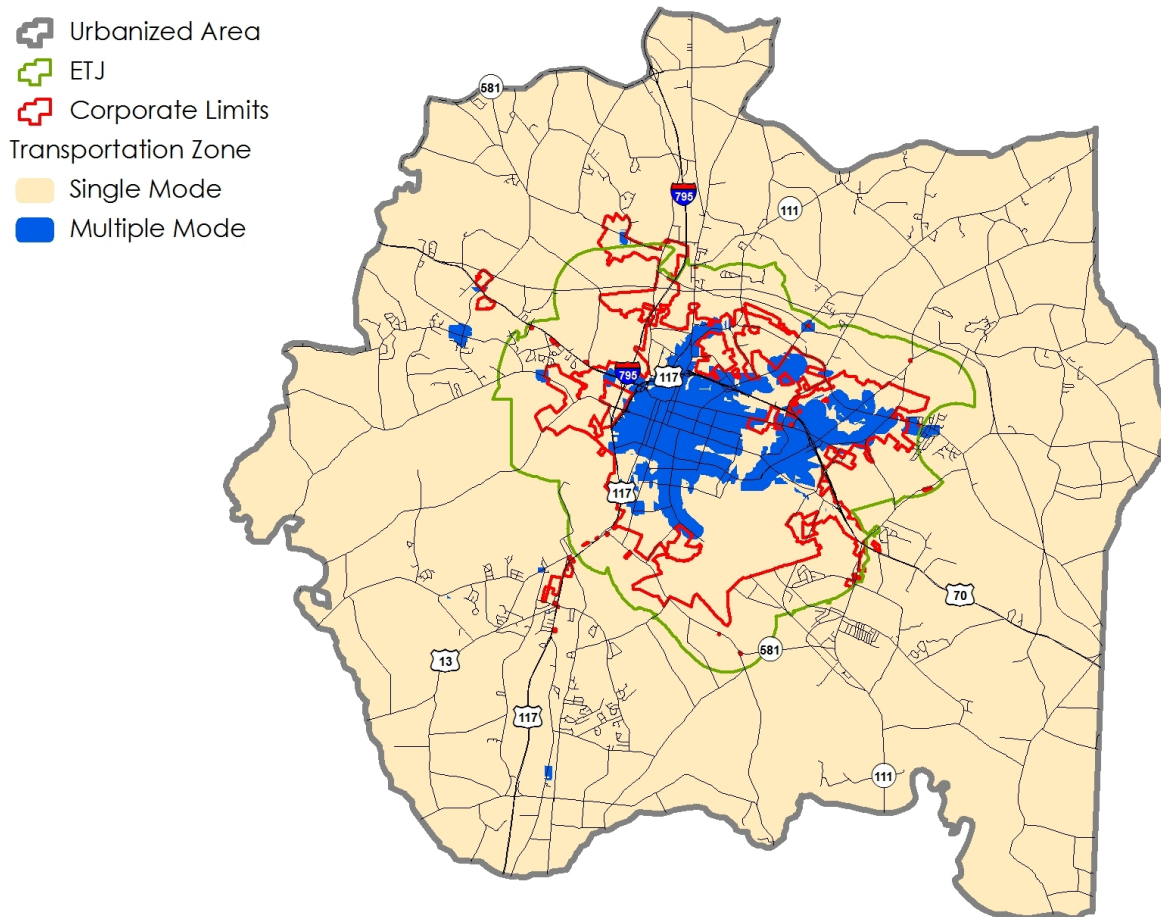 Urbanized Area
ETJ
Corporate Limits
Transportation Zone
Single Mode
Multiple Mode
581
795
111
795
117
117
70
13
581
117
111